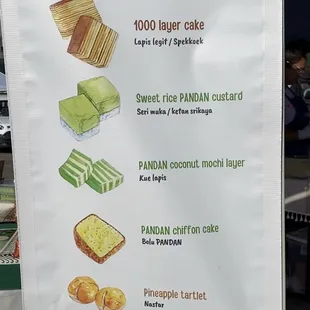 1000 layer cake
Lapis legit / Spekkoek
Sweet rice PANDAN custard
Seri muka / ketan srikaya
PANDAN coconut mochi layer
Kue lapis
PANDAN chiffon cake
Bolu PANDAN
Pineapple tartlet
Nastar